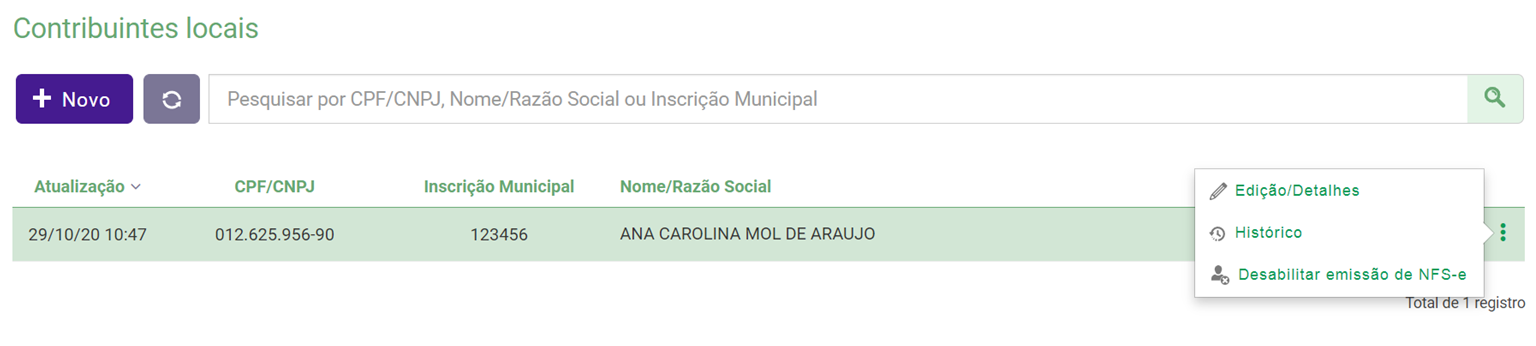 Contribuintes locais
Novo
Pesquisar por CPF/CNPJ, Nome/Razão Social ou Inscrição Municipal
Atualização CPF/CNPJ Inscrição Municipal Nome/Razão Social
29/10/20 10:47 012.625.956-90 123456 ANA CAROLINA MOL DE ARAUJO
Edição/Detalhes
Histórico
Desabilitar emissão de NFS-e
Total de 1 registro